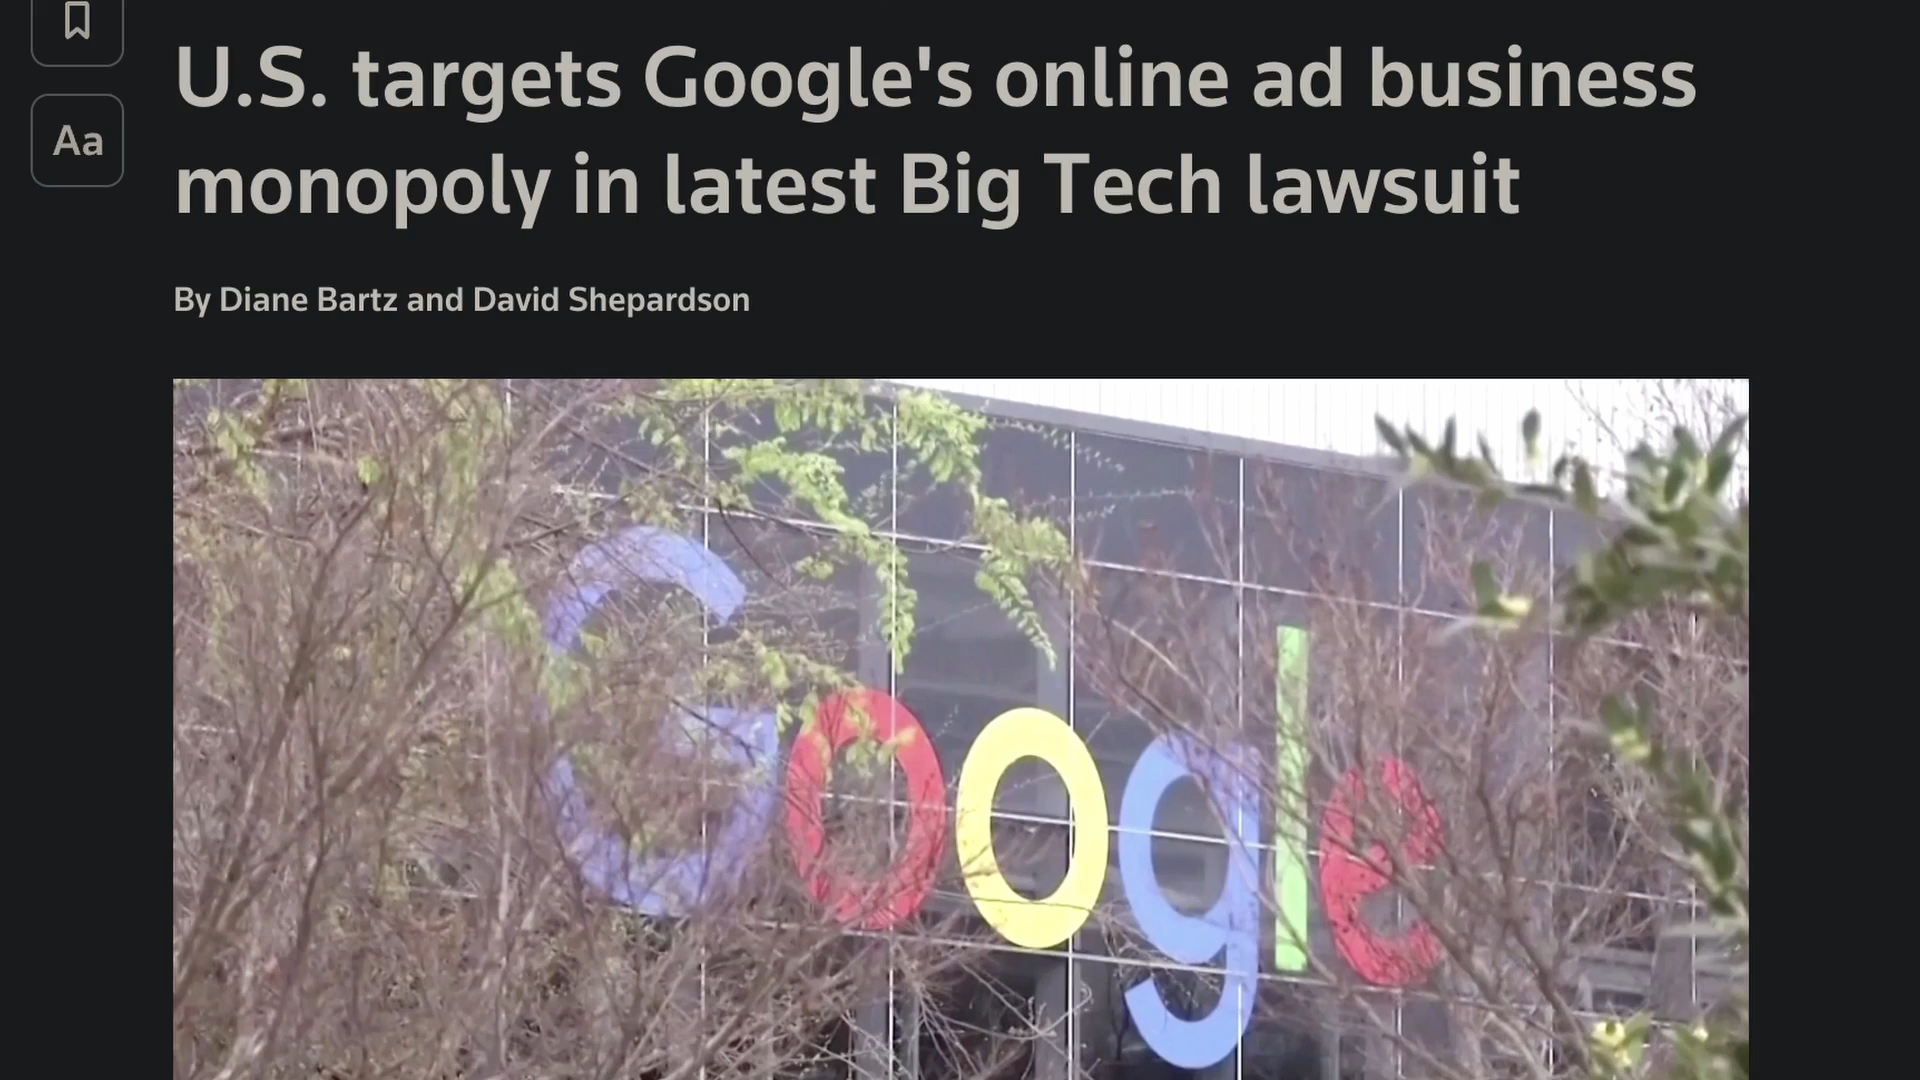 U.S. targets Google's online ad business
monopoly in latest Big Tech lawsuit
Aa
By Diane Bartz and David Shepardson
Google